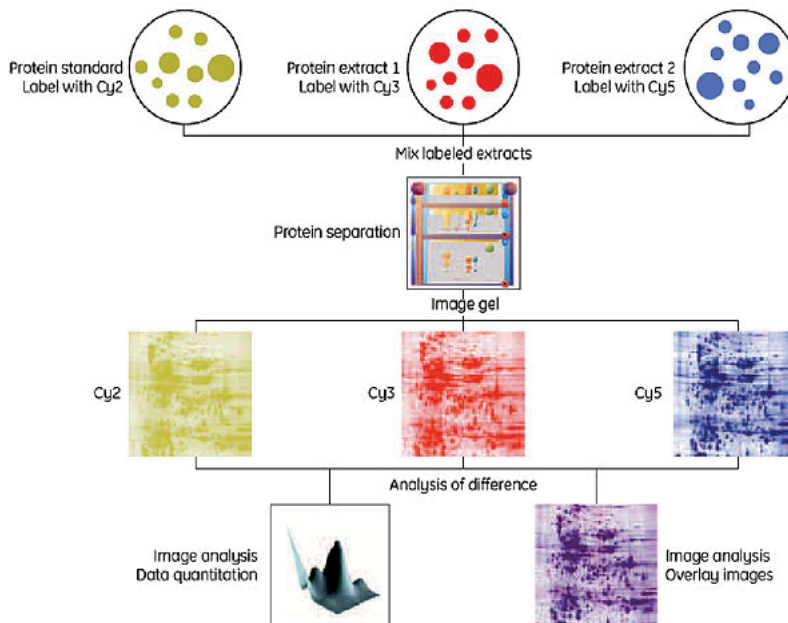 Protein standard
Label with Cy2
Protein extract 1
Label with Cy3
Protein extract 2
Label with Cy5
Mix labeled extracts
Protein separation
Image gel
Cy2
Cy3
Cy5
Analysis of difference
Image analysis
Data quantitation
Image analysis
Overlay images